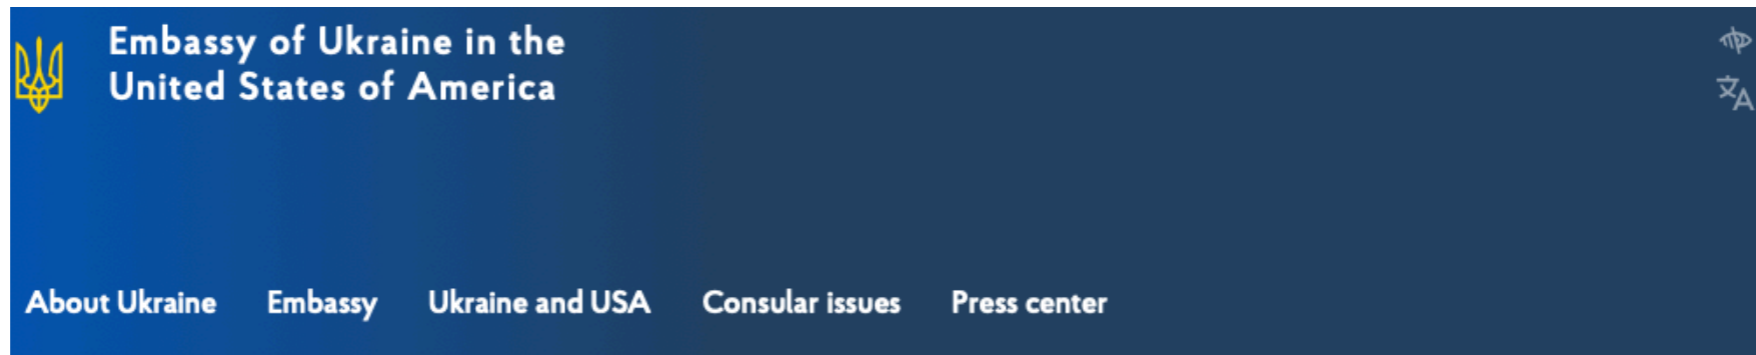 Embassy of Ukraine in the
United States of America
About Ukraine Embassy Ukraine and USA Consular issues Press center